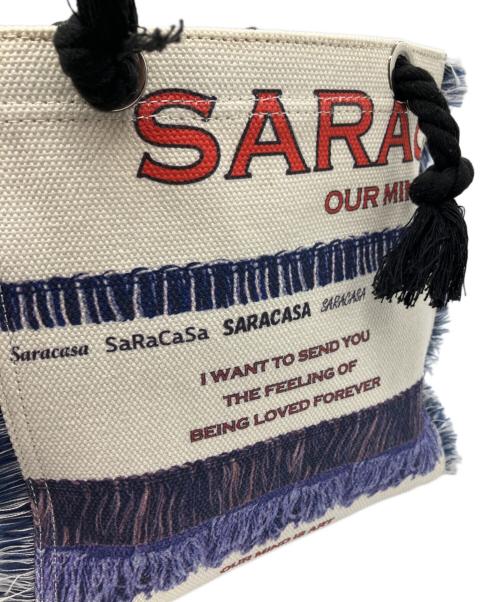 SARAC
OUR MIN
Saracasa SaRaCaSa SARACASA SARACASA
I WANT TO SEND YOU
THE FEELING OF
BEING LOVED FOREVER
OUR MIND IS ART